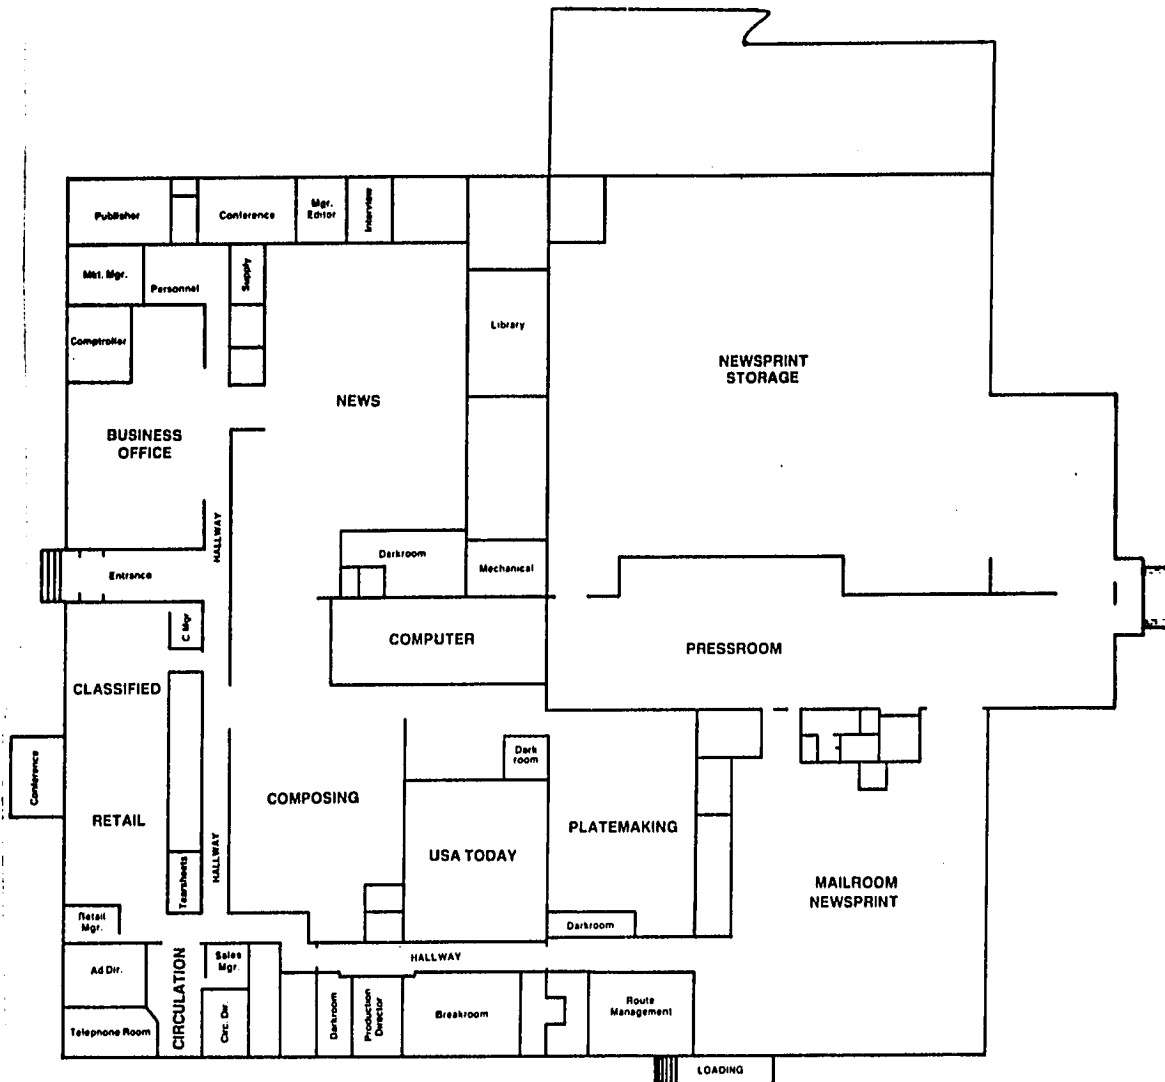 Publisher
Conference
Mgr.
Editor
Interview
Mkt. Mgr.
Personnel
Supply
Comptroller
Library
NEWSPRINT
STORAGE
NEWS
BUSINESS
OFFICE
HALLWAY
Darkroom
Mechanical
Entrance
C. Mgr
COMPUTER
PRESSROOM
CLASSIFIED
Conference
Dark
room
COMPOSING
RETAIL
PLATEMAKING
USA TODAY
HALLWAY
Tearsheets
MAILROOM
NEWSPRINT
Retail
Mgr.
Darkroom
HALLWAY
Ad Dir.
CIRCULATION
Sales
Mgr.
Telephone Room
Circ. Dir.
Darkroom
Production
Director
Breakroom
Route
Management
LOADING